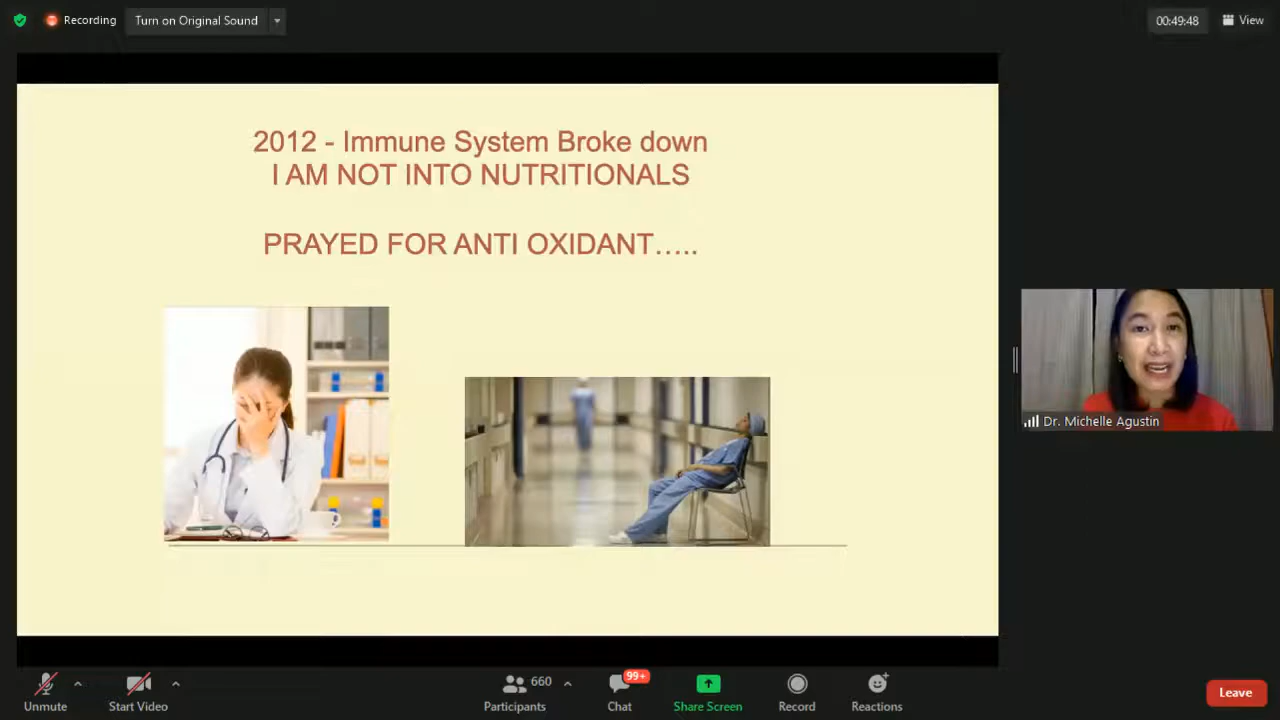 Recording
Turn on Original Sound
00:49:48
View
2012 - Immune System Broke down
I AM NOT INTO NUTRITIONALS
PRAYED FOR ANTI OXIDANT.....
Dr. Michelle Agustin
Unmute
Start Video
660
Participants
99+
Chat
Share Screen
Record
Reactions
Leave